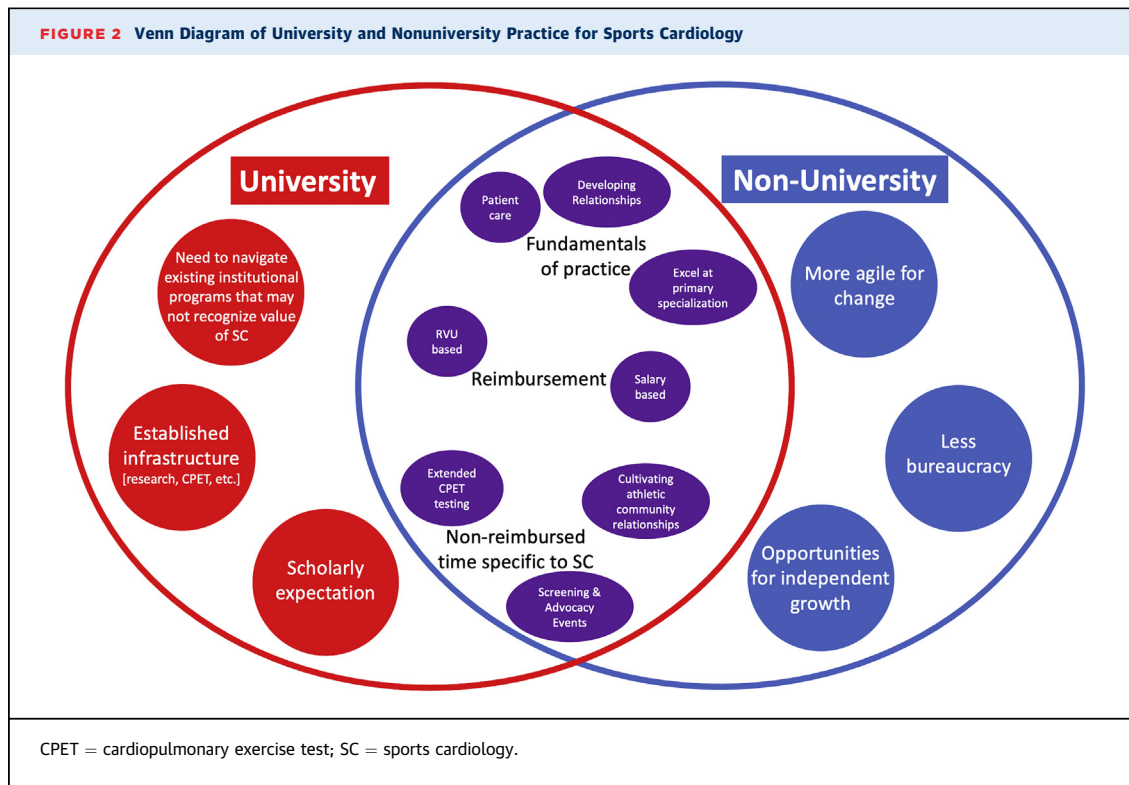 FIGURE 2 Venn Diagram of University and Nonuniversity Practice for Sports Cardiology
University
Need to navigate
existing institutional
programs that may
not recognize value
of SC
Established
infrastructure
[research, CPET, etc.]
Scholarly
expectation
Patient
care
Developing
Relationships
Fundamentals
of practice
Excel at
primary
specialization
RVU
based
Reimbursement
Salary
based
Extended
CPET
testing
Cultivating
athletic
community
relationships
Non-reimbursed
time specific to SC
Screening &
Advocacy
Events
Non-University
More agile for
change
Less
bureaucracy
Opportunities
for independent
growth
CPET = cardiopulmonary exercise test; SC = sports cardiology.